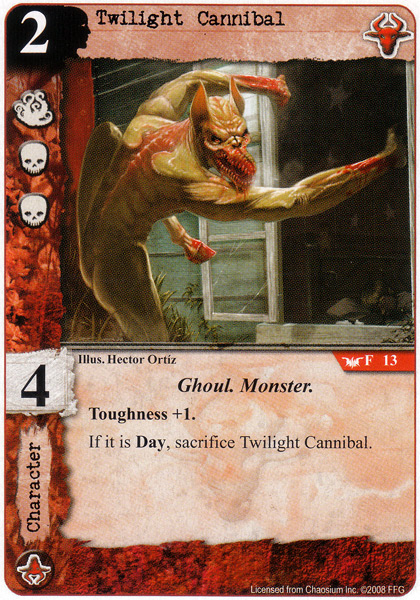 2
Twilight Cannibal
Illus. Hector Ortíz
F 13
4
Ghoul. Monster.
Toughness +1.
If it is Day, sacrifice Twilight Cannibal.
Character
Licensed from Chaosium Inc. ©2008 FFG